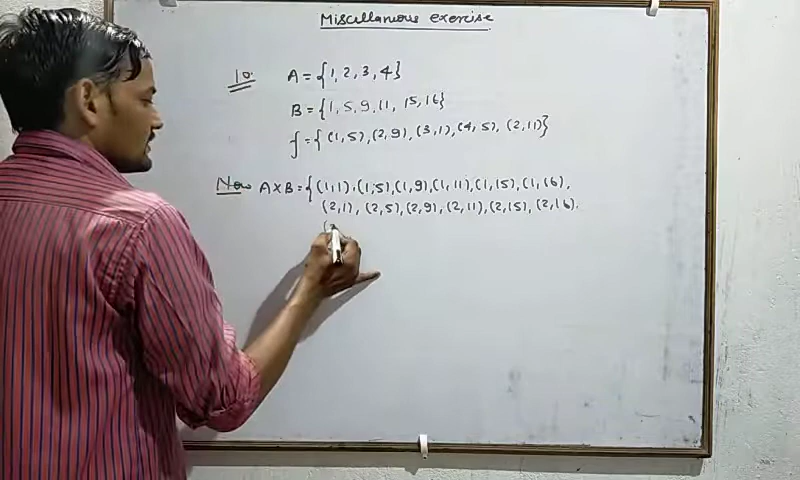 Miscellaneous exercise
10. A = {1, 2, 3, 4}
B = {1, 5, 9, 11, 15, 16}
f = { (1, 5), (2, 9), (3, 1), (4, 5), (2, 11)}
Now A × B = { (1, 1), (1, 5), (1, 9), (1, 11), (1, 15), (1, 16),
(2, 1), (2, 5), (2, 9), (2, 11), (2, 15), (2, 16).